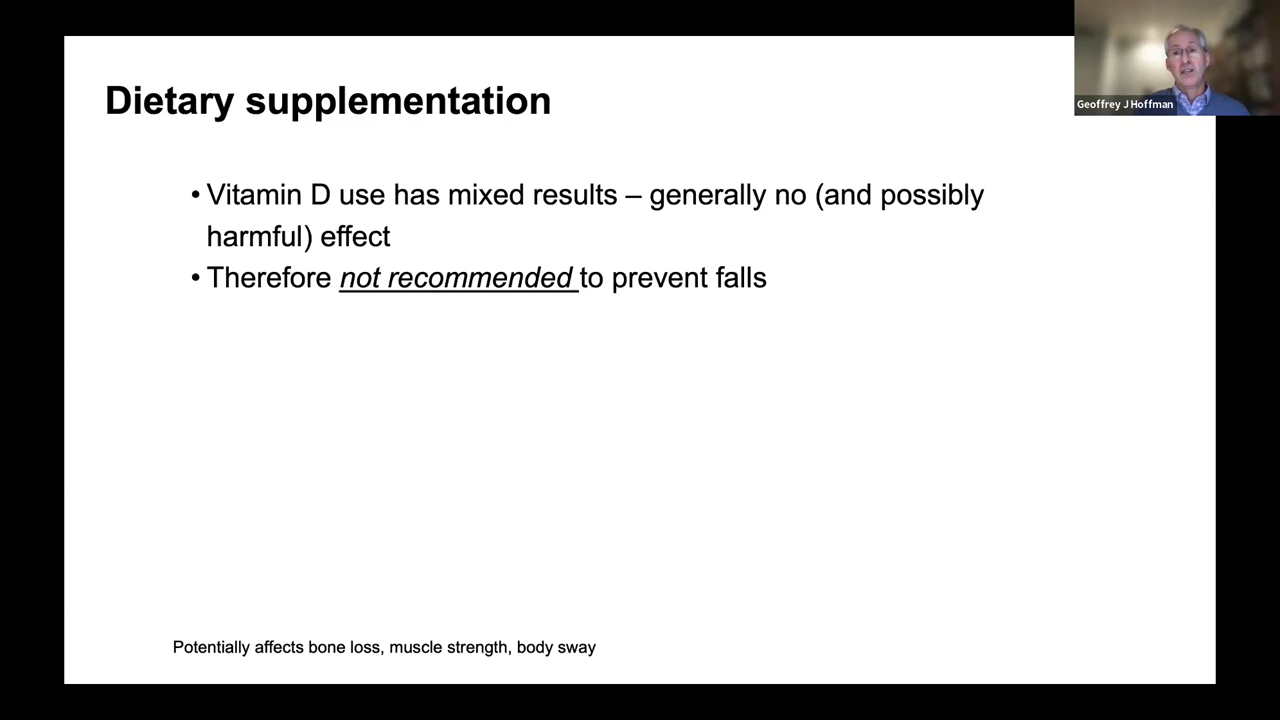 Geoffrey J Hoffman
Dietary supplementation
• Vitamin D use has mixed results – generally no (and possibly
harmful) effect
• Therefore not recommended to prevent falls
Potentially affects bone loss, muscle strength, body sway